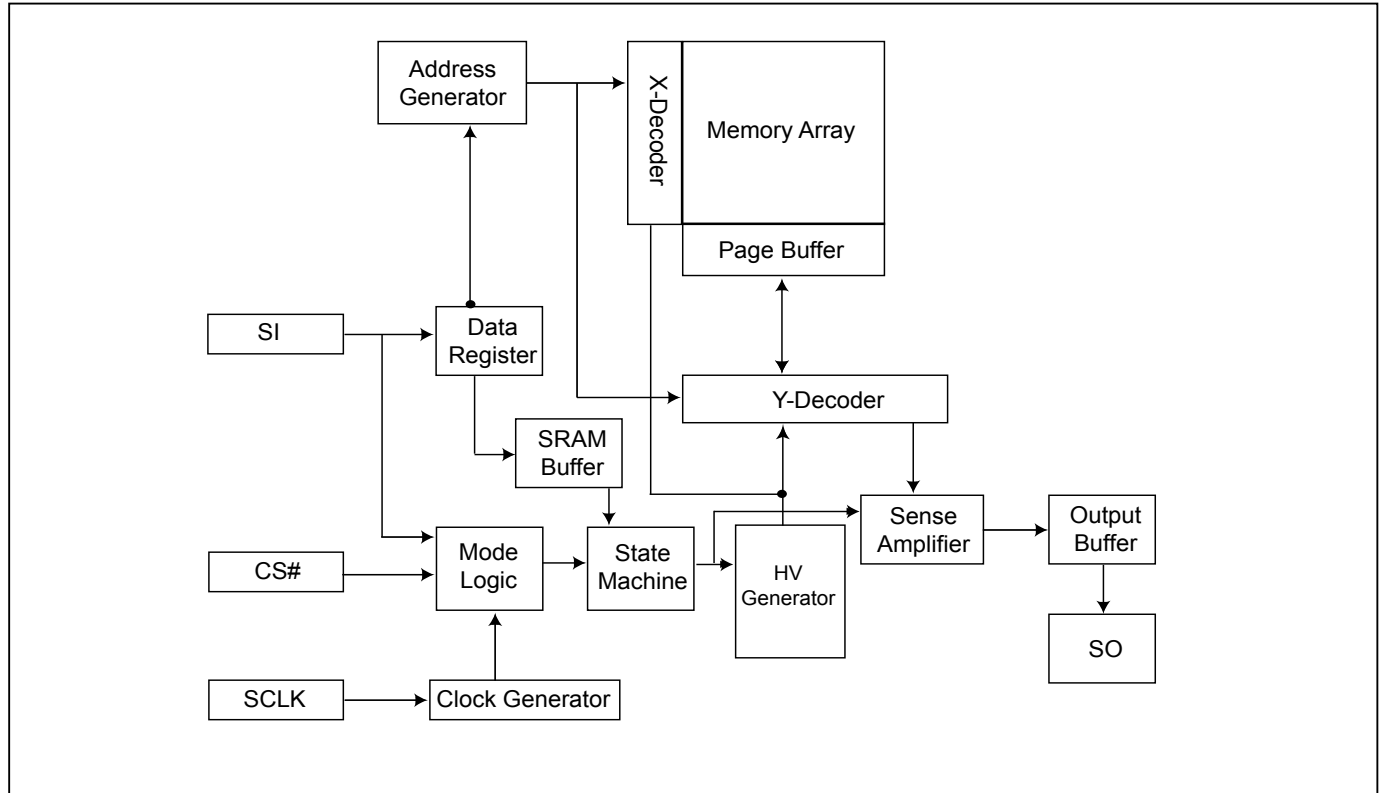 Address
Generator
X-Decoder
Memory Array
Page Buffer
SI
Data
Register
Y-Decoder
SRAM
Buffer
Sense
Amplifier
Output
Buffer
CS#
Mode
Logic
State
Machine
HV
Generator
SO
SCLK
Clock Generator